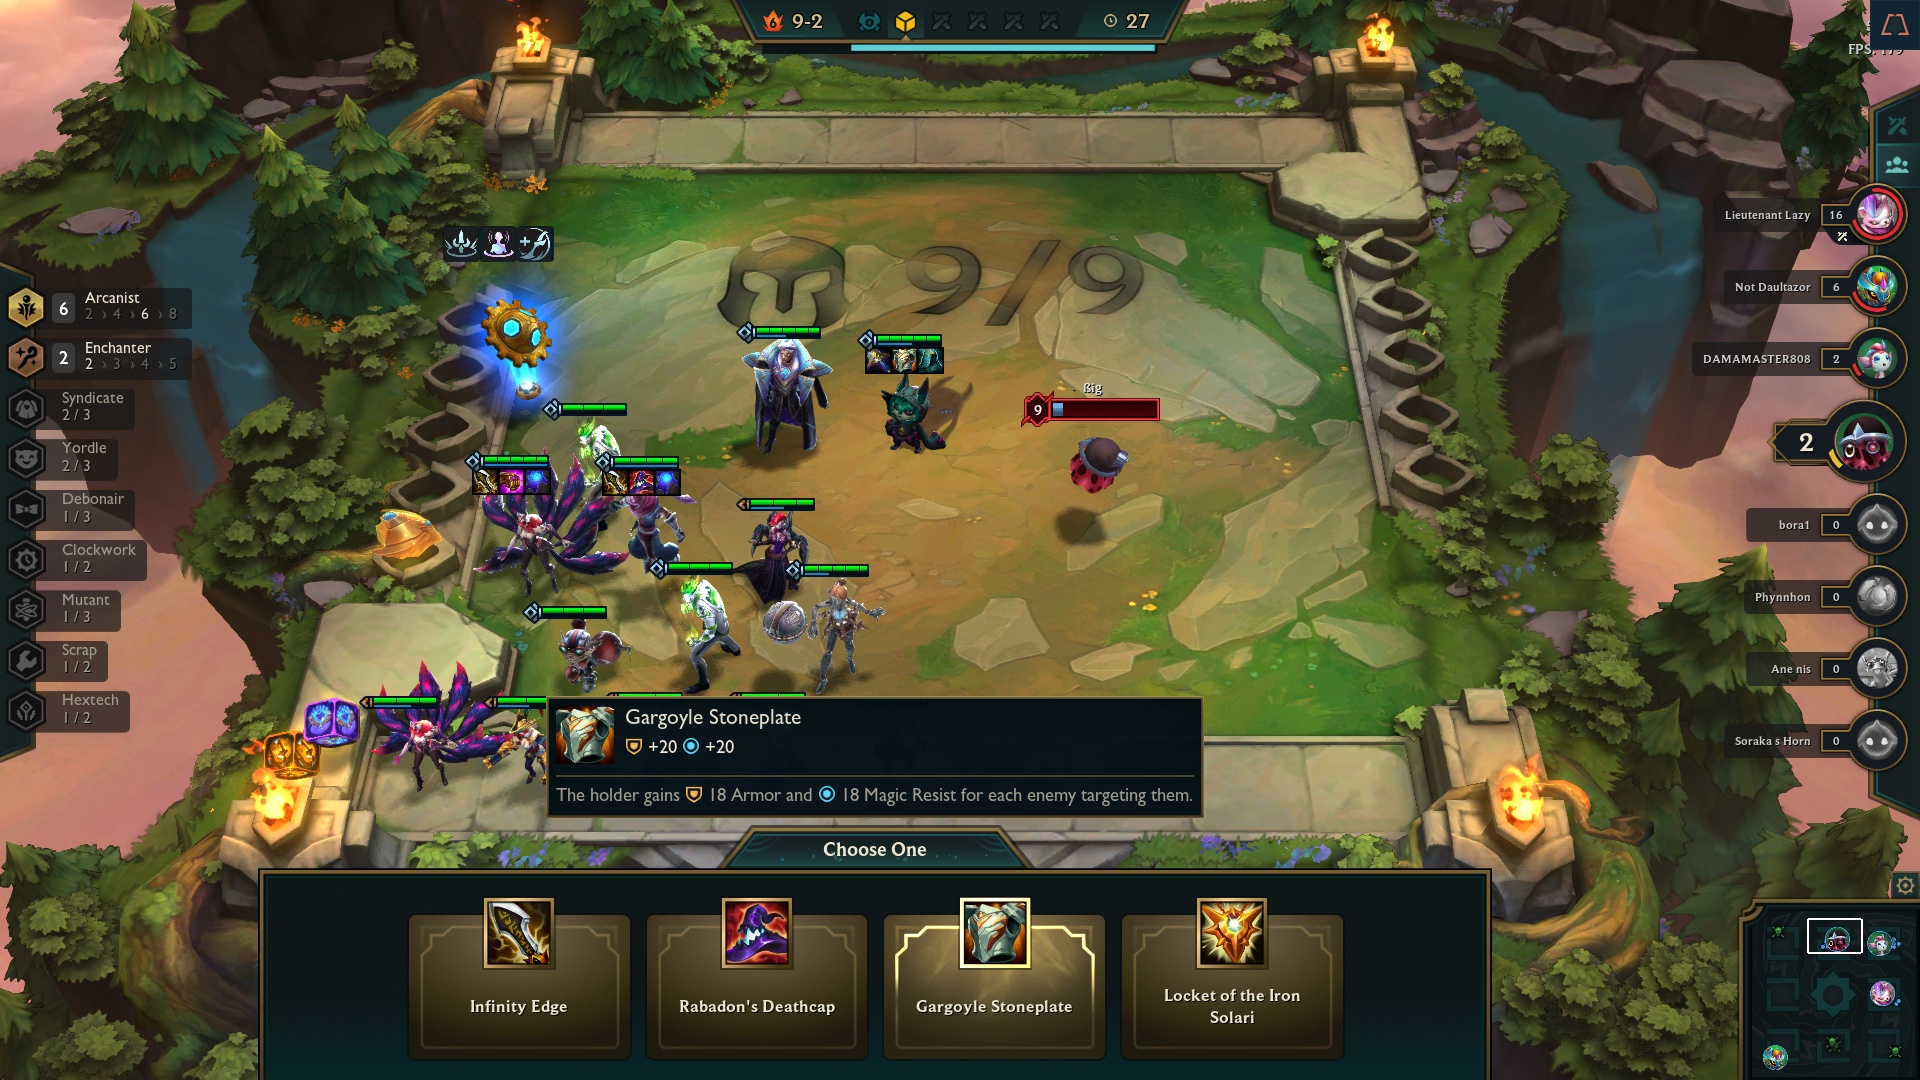 9-2
27
FPS: 179
9/9
6
Arcanist
2 › 4 › 6 › 8
2
Enchanter
2 › 3 › 4 › 5
Syndicate
2 / 3
Yordle
2 / 3
Debonair
1 / 3
Clockwork
1 / 2
Mutant
1 / 3
Scrap
1 / 2
Hextech
1 / 2
Big
9
Lieutenant Lazy 16
Not Daultazor 6
DAMAMASTER808 2
2
bora1 0
Phynnhon 0
Ane nis 0
Soraka s Horn 0
Gargoyle Stoneplate
+20 +20
The holder gains 18 Armor and 18 Magic Resist for each enemy targeting them.
Choose One
Infinity Edge
Rabadon's Deathcap
Gargoyle Stoneplate
Locket of the Iron
Solari